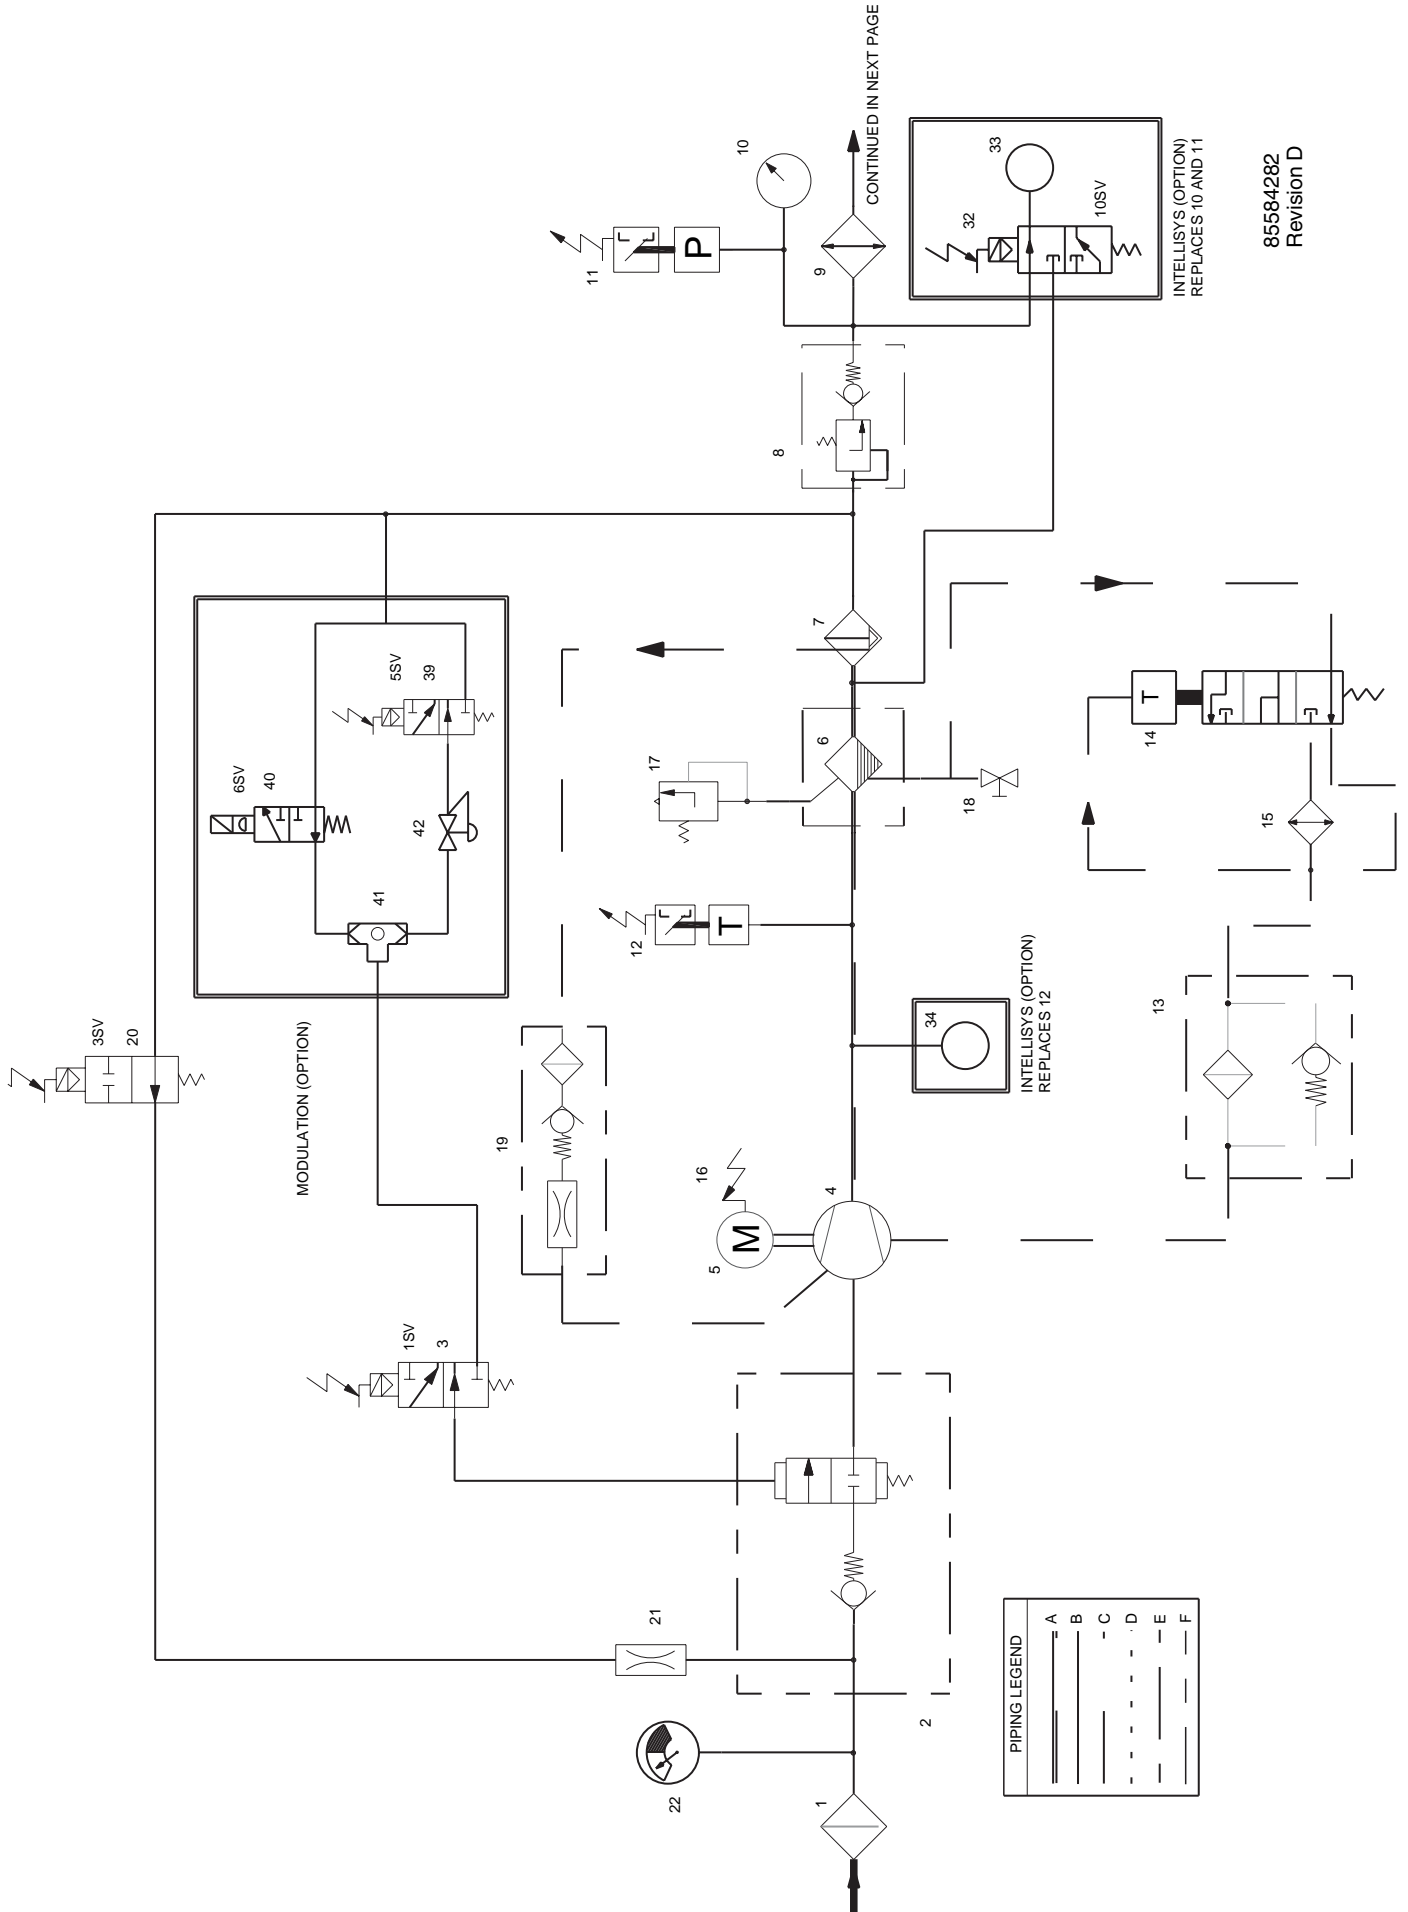 3SV
20
6SV
40
5SV
39
42
41
MODULATION (OPTION)
1SV
3
19
11
P
10
12
T
17
21
22
16
M
5
8
1
4
6
7
9
CONTINUED IN NEXT PAGE
2
34
INTELLISYS (OPTION)
REPLACES 12
18
32
33
10SV
INTELLISYS (OPTION)
REPLACES 10 AND 11
PIPING LEGEND
A
B
C
D
E
F
13
14
T
15
85584282
Revision D